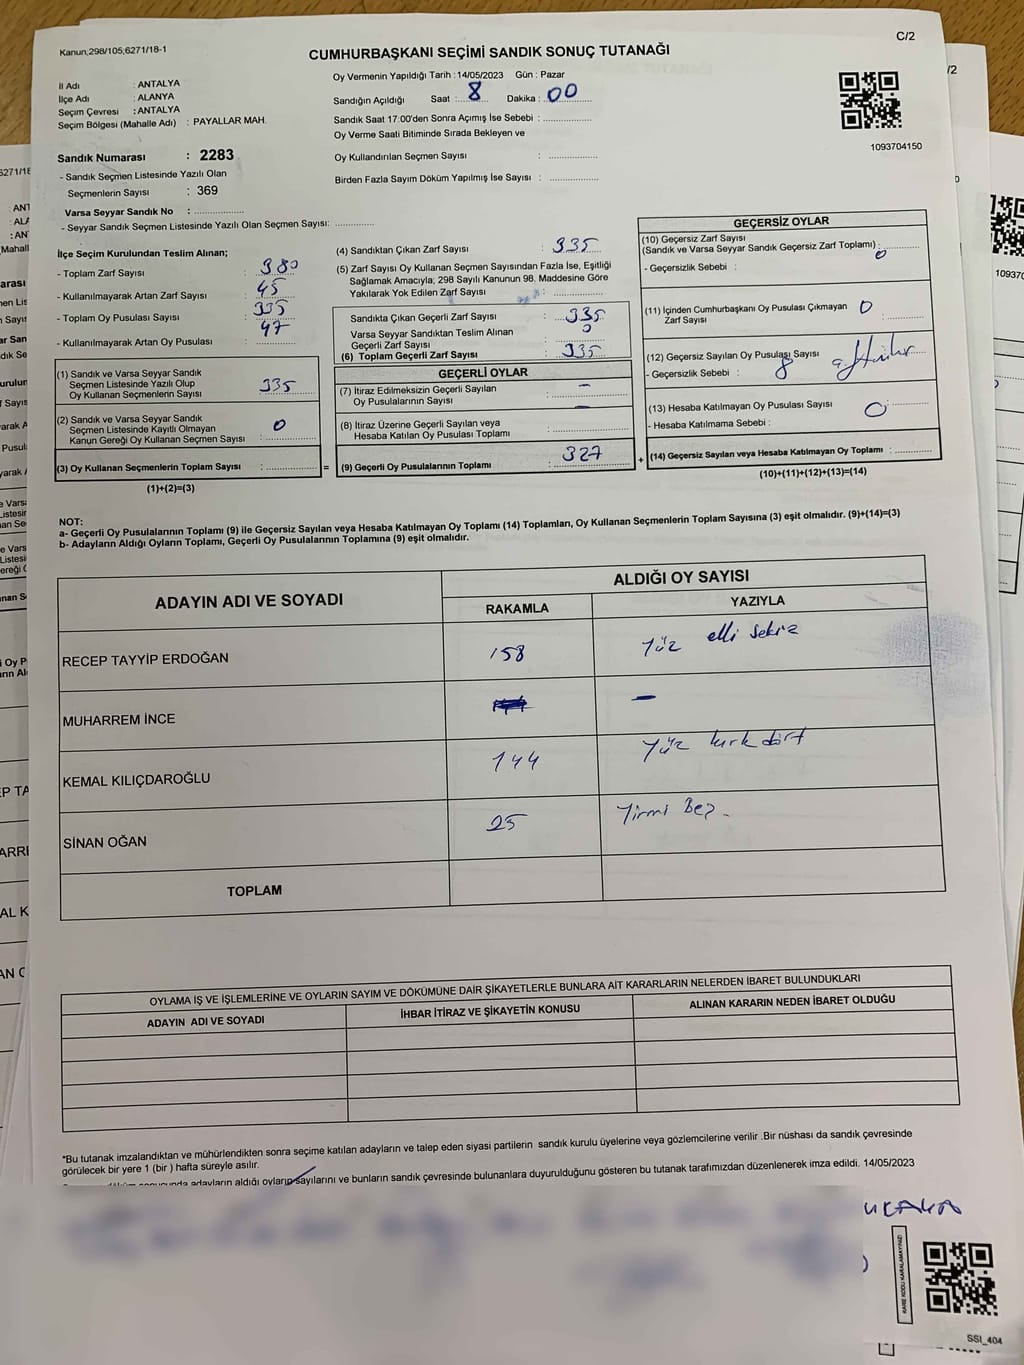 Kanun;298/105;6271/18-1
C/2
CUMHURBAŞKANI SEÇİMİ SANDIK SONUÇ TUTANAĞI
İl Adı : ANTALYA
İlçe Adı : ALANYA
Seçim Çevresi : ANTALYA
Seçim Bölgesi (Mahalle Adı) : PAYALLAR MAH.
Oy Vermenin Yapıldığı Tarih :14/05/2023 Gün : Pazar
Sandığın Açıldığı Saat :...8... Dakika :..00..
Sandık Saat 17:00'den Sonra Açımış İse Sebebi :
Oy Verme Saati Bitiminde Sırada Bekleyen ve
Oy Kullandırılan Seçmen Sayısı :
Birden Fazla Sayım Döküm Yapılmış İse Sayısı :
1093704150
Sandık Numarası : 2283
- Sandık Seçmen Listesinde Yazılı Olan
Seçmenlerin Sayısı : 369
Varsa Seyyar Sandık No :
- Seyyar Sandık Seçmen Listesinde Yazılı Olan Seçmen Sayısı:
İlçe Seçim Kurulundan Teslim Alınan;
- Toplam Zarf Sayısı : 380
- Kullanılmayarak Artan Zarf Sayısı : 45
- Toplam Oy Pusulası Sayısı : 335
- Kullanılmayarak Artan Oy Pusulası : 47
(1) Sandık ve Varsa Seyyar Sandık
Seçmen Listesinde Yazılı Olup
Oy Kullanan Seçmenlerin Sayısı : 335
(2) Sandık ve Varsa Seyyar Sandık
Seçmen Listesinde Kayıtlı Olmayan
Kanun Gereği Oy Kullanan Seçmen Sayısı : 0
(3) Oy Kullanan Seçmenlerin Toplam Sayısı :
(1)+(2)=(3)
(4) Sandıktan Çıkan Zarf Sayısı : 335
(5) Zarf Sayısı Oy Kullanan Seçmen Sayısından Fazla İse, Eşitliği
Sağlamak Amacıyla; 298 Sayılı Kanunun 98. Maddesine Göre
Yakılarak Yok Edilen Zarf Sayısı :
Sandıkta Çıkan Geçerli Zarf Sayısı : 335
Varsa Seyyar Sandıktan Teslim Alınan
Geçerli Zarf Sayısı : 0
(6) Toplam Geçerli Zarf Sayısı : 335
GEÇERLİ OYLAR
(7) İtiraz Edilmeksizin Geçerli Sayılan
Oy Pusulalarının Sayısı : —
(8) İtiraz Üzerine Geçerli Sayılan veya
Hesaba Katılan Oy Pusulası Toplamı : —
= (9) Geçerli Oy Pusulalarının Toplamı : 327
GEÇERSİZ OYLAR
(10) Geçersiz Zarf Sayısı
(Sandık ve Varsa Seyyar Sandık Geçersiz Zarf Toplamı) : 0
- Geçersizlik Sebebi :
(11) İçinden Cumhurbaşkanı Oy Pusulası Çıkmayan 0
Zarf Sayısı :
(12) Geçersiz Sayılan Oy Pusulası Sayısı :
- Geçersizlik Sebebi : 8
(13) Hesaba Katılmayan Oy Pusulası Sayısı : 0
- Hesaba Katılmama Sebebi :
+ (14) Geçersiz Sayılan veya Hesaba Katılmayan Oy Toplamı :
(10)+(11)+(12)+(13)=(14)
NOT:
a- Geçerli Oy Pusulalarının Toplamı (9) ile Geçersiz Sayılan veya Hesaba Katılmayan Oy Toplamı (14) Toplamları, Oy Kullanan Seçmenlerin Toplam Sayısına (3) eşit olmalıdır. (9)+(14)=(3)
b- Adayların Aldığı Oyların Toplamı, Geçerli Oy Pusulalarının Toplamına (9) eşit olmalıdır.
ADAYIN ADI VE SOYADI
ALDIĞI OY SAYISI
RAKAMLA YAZIYLA
RECEP TAYYİP ERDOĞAN 158 Yüz elli sekiz
MUHARREM İNCE —
KEMAL KILIÇDAROĞLU 144 Yüz kırk dört
SİNAN OĞAN 25 Yirmi Beş
TOPLAM
OYLAMA İŞ VE İŞLEMLERİNE VE OYLARIN SAYIM VE DÖKÜMÜNE DAİR ŞİKAYETLERLE BUNLARA AİT KARARLARIN NELERDEN İBARET BULUNDUKLARI
ADAYIN ADI VE SOYADI İHBAR İTİRAZ VE ŞİKAYETİN KONUSU ALINAN KARARIN NEDEN İBARET OLDUĞU
*Bu tutanak imzalandıktan ve mühürlendikten sonra seçime katılan adayların ve talep eden siyasi partilerin sandık kurulu üyelerine veya gözlemcilerine verilir .Bir nüshası da sandık çevresinde
görülecek bir yere 1 (bir ) hafta süreyle asılır.
adayların aldığı oyların sayılarını ve bunların sandık çevresinde bulunanlara duyurulduğunu gösteren bu tutanak tarafımızdan düzenlenerek imza edildi. 14/05/2023
KARE KODU KARALAMAYINIZ!
SSI_404